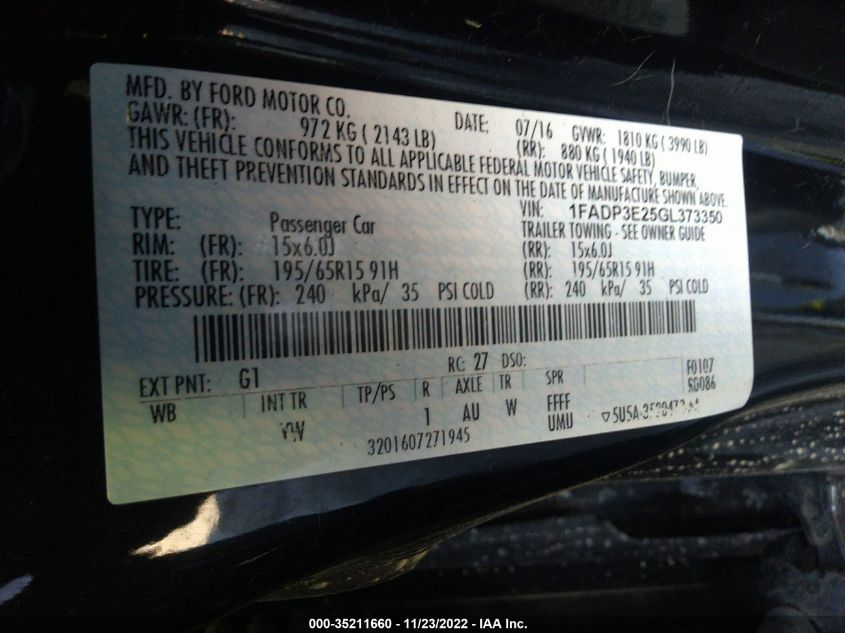 MFD. BY FORD MOTOR CO. DATE: 07/16 GVWR: 1810 KG ( 3990 LB)
GAWR: (FR): 972 KG ( 2143 LB) (RR): 880 KG ( 1940 LB)
THIS VEHICLE CONFORMS TO ALL APPLICABLE FEDERAL MOTOR VEHICLE SAFETY, BUMPER,
AND THEFT PREVENTION STANDARDS IN EFFECT ON THE DATE OF MANUFACTURE SHOWN ABOVE.
VIN: 1FADP3E25GL373350
TYPE: Passenger Car TRAILER TOWING - SEE OWNER GUIDE
RIM: (FR): 15x6.0J (RR): 15x6.0J
TIRE: (FR): 195/65R15 91H (RR): 195/65R15 91H
PRESSURE: (FR): 240 kPa/ 35 PSI COLD (RR): 240 kPa/ 35 PSI COLD
EXT PNT: G1 RC: 27 DSO: F0107
WB INT TR TP/PS R AXLE TR SPR R0086
VW 1 AU W FFFF
UMU
3201607271945
000-35211660 - 11/23/2022 - IAA Inc.